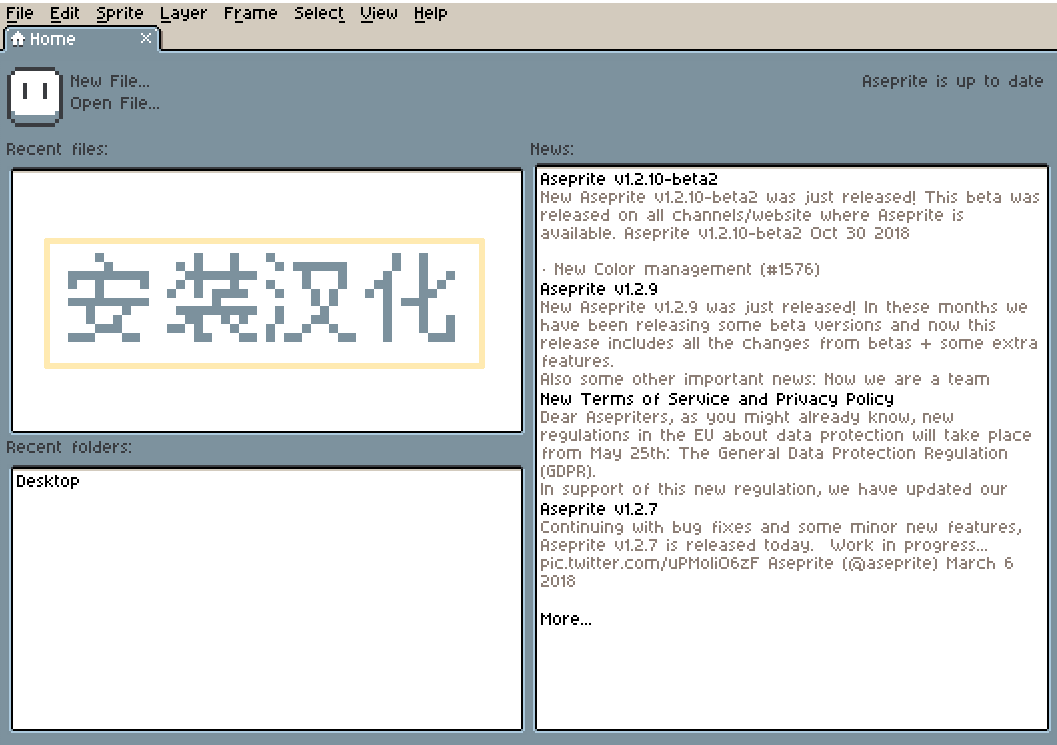 File Edit Sprite Layer Frame Select View Help
Home
New File...
Open File...
Aseprite is up to date
Recent files:
安装汉化
Recent folders:
Desktop
News:
Aseprite v1.2.10-beta2
New Aseprite v1.2.10-beta2 was just released! This beta was
released on all channels/website where Aseprite is
available. Aseprite v1.2.10-beta2 Oct 30 2018
· New Color management (#1576)
Aseprite v1.2.9
New Aseprite v1.2.9 was just released! In these months we
have been releasing some beta versions and now this
release includes all the changes from betas + some extra
features.
Also some other important news: Now we are a team
New Terms of Service and Privacy Policy
Dear Asepriters, as you might already know, new
regulations in the EU about data protection will take place
from May 25th: The General Data Protection Regulation
(GDPR).
In support of this new regulation, we have updated our
Aseprite v1.2.7
Continuing with bug fixes and some minor new features,
Aseprite v1.2.7 is released today.  Work in progress...
pic.twitter.com/uPMoliO6zF Aseprite (@aseprite) March 6
2018
More...